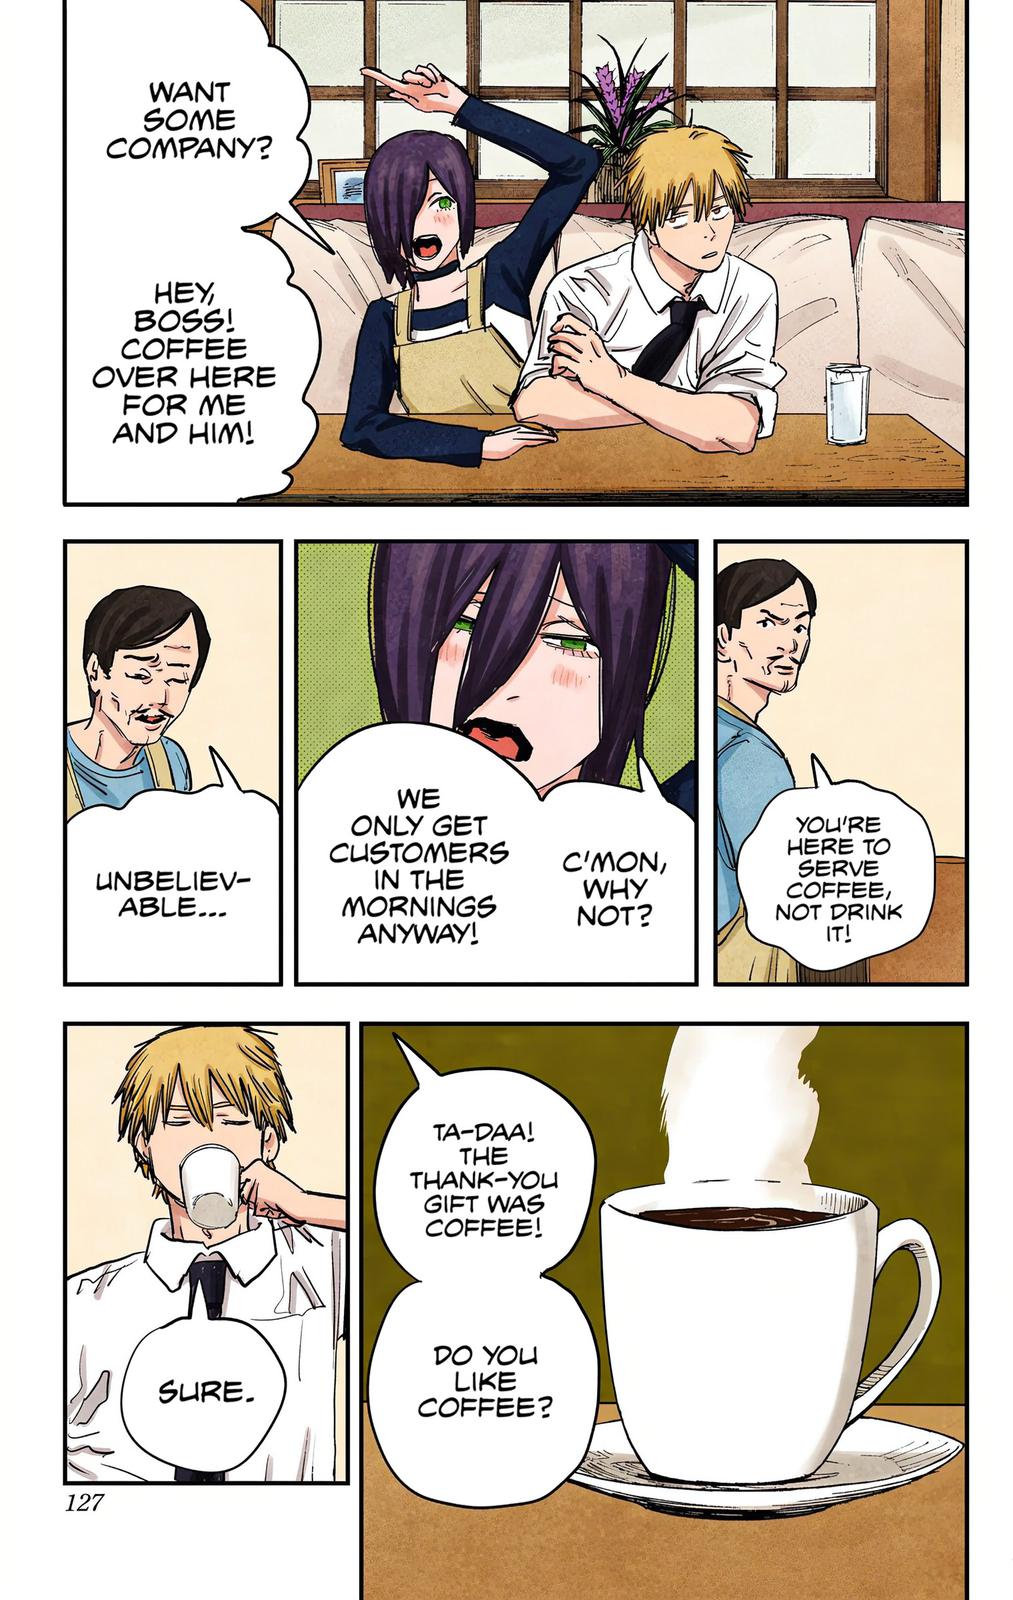 WANT
SOME
COMPANY?
HEY,
BOSS!
COFFEE
OVER HERE
FOR ME
AND HIM!
YOU'RE
HERE TO
SERVE
COFFEE,
NOT DRINK
IT!
C'MON,
WHY
NOT?
WE
ONLY GET
CUSTOMERS
IN THE
MORNINGS
ANYWAY!
UNBELIEV-
ABLE...
TA-DAA!
THE
THANK-YOU
GIFT WAS
COFFEE!
DO YOU
LIKE
COFFEE?
SURE.
127